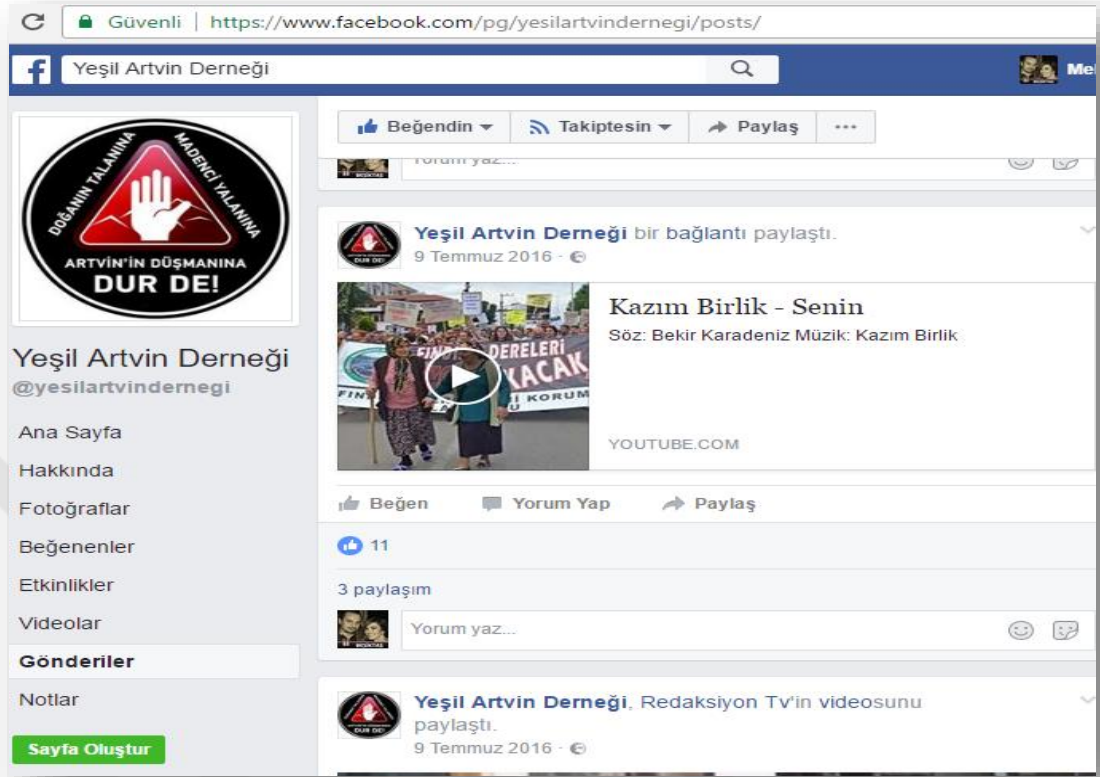 Güvenli | https://www.facebook.com/pg/yesilartvindernegi/posts/
Yeşil Artvin Derneği
DOĞANIN TALANINA
MADENCİ YALANINA
ARTVİN'İN DÜŞMANINA
DUR DE!
Yeşil Artvin Derneği
@yesilartvindernegi
Ana Sayfa
Hakkında
Fotoğraflar
Beğenenler
Etkinlikler
Videolar
Gönderiler
Notlar
Sayfa Oluştur
Beğendin
Takiptesin
Paylaş
Yorum yaz...
Yeşil Artvin Derneği bir bağlantı paylaştı.
9 Temmuz 2016
DERELERİ
KORUM
Kazım Birlik - Senin
Söz: Bekir Karadeniz Müzik: Kazım Birlik
YOUTUBE.COM
Beğen
Yorum Yap
Paylaş
11
3 paylaşım
Yorum yaz...
Yeşil Artvin Derneği, Redaksiyon Tv'in videosunu
paylaştı.
9 Temmuz 2016